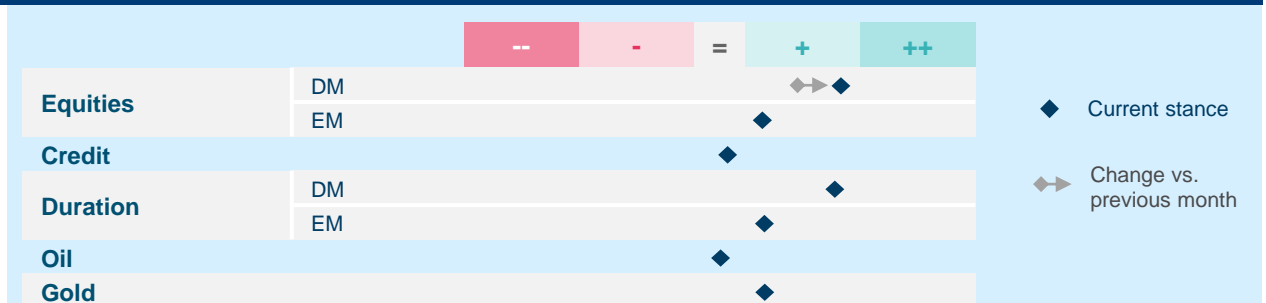 -- - = + ++
Equities
DM
EM
Credit
Duration
DM
EM
Oil
Gold
Current stance
Change vs.
previous month